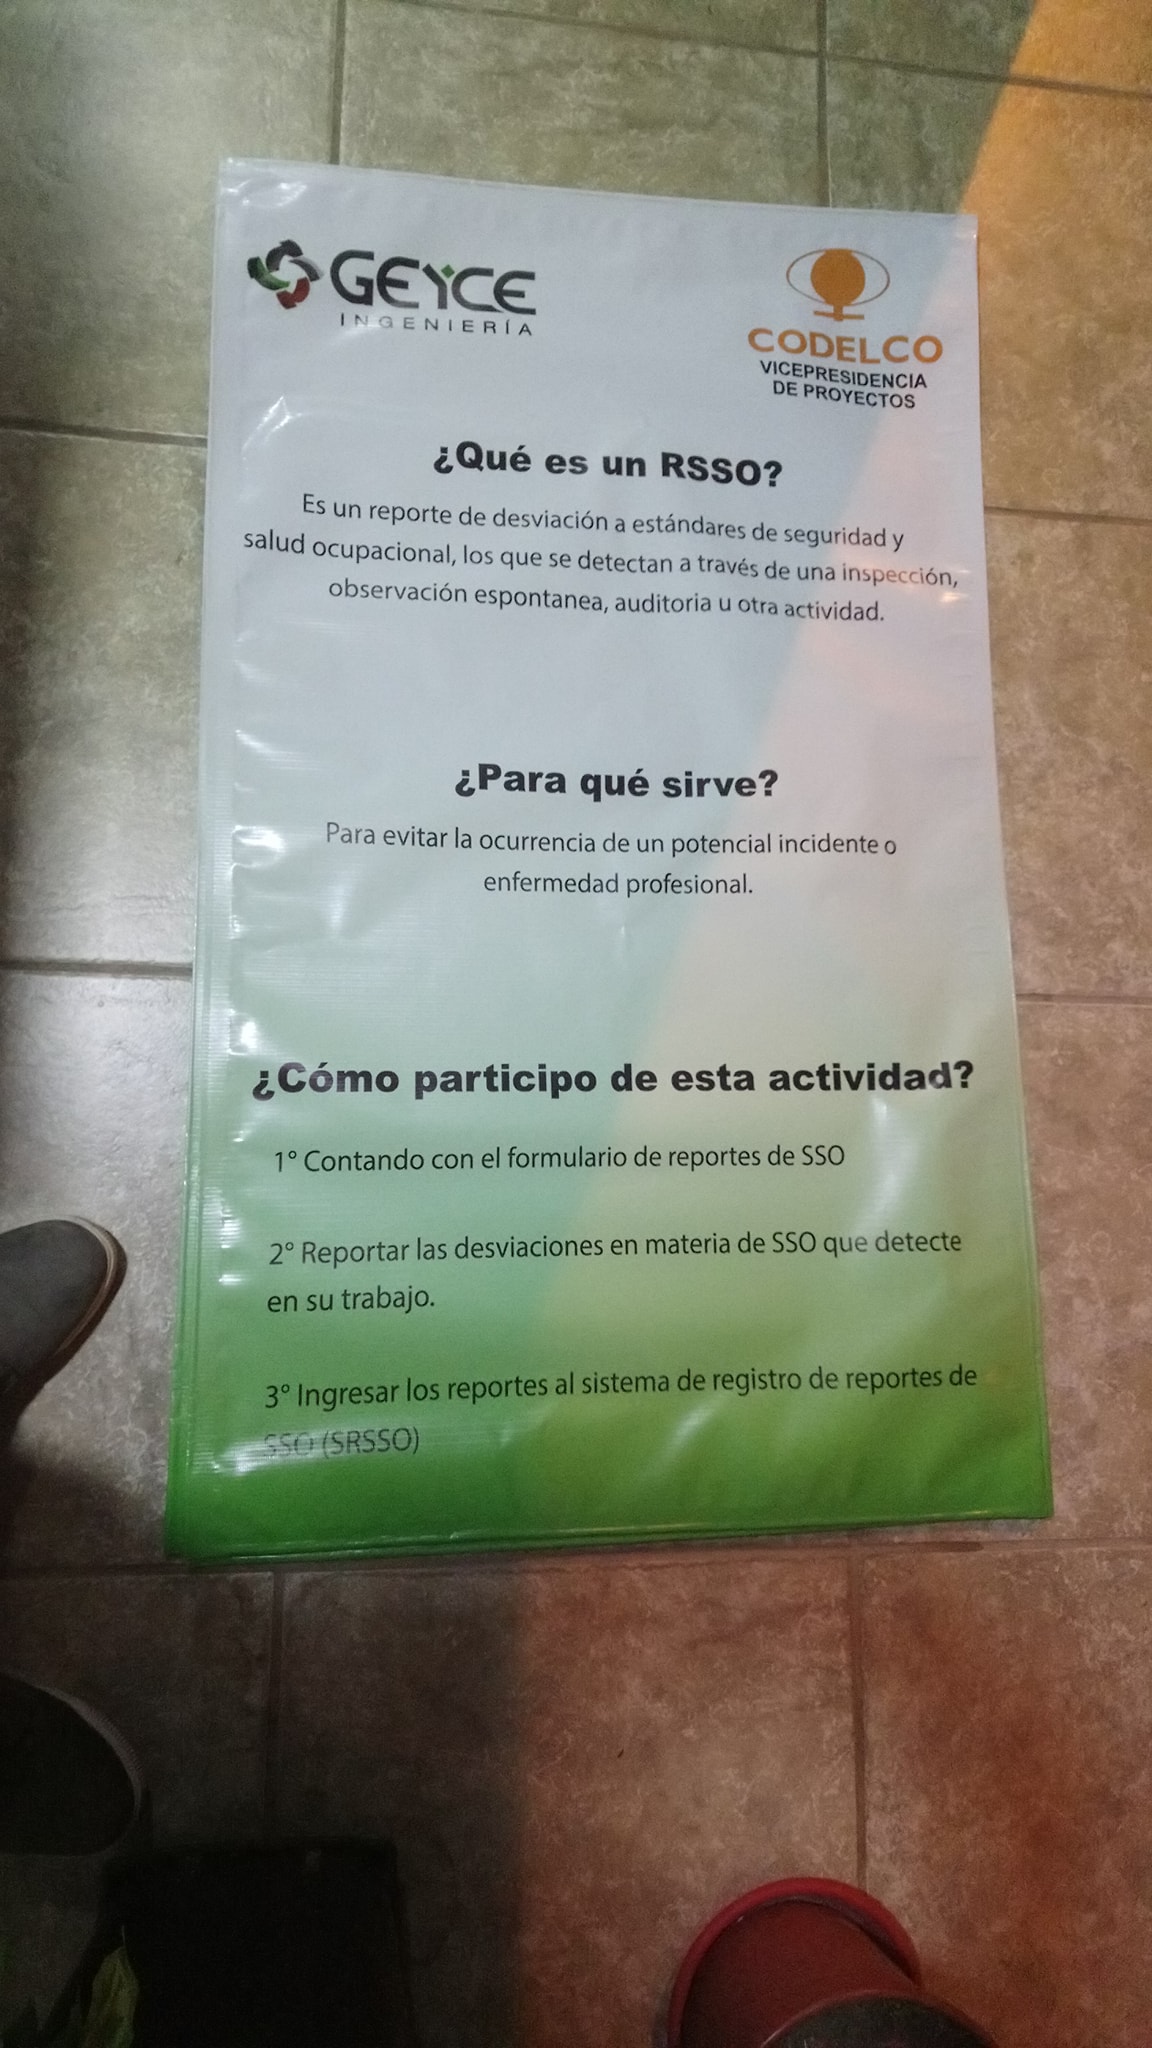 GEYCE
INGENIERÍA
CODELCO
VICEPRESIDENCIA
DE PROYECTOS
¿Qué es un RSSO?
Es un reporte de desviación a estándares de seguridad y
salud ocupacional, los que se detectan a través de una inspección,
observación espontanea, auditoria u otra actividad.
¿Para qué sirve?
Para evitar la ocurrencia de un potencial incidente o
enfermedad profesional.
¿Cómo participo de esta actividad?
1° Contando con el formulario de reportes de SSO
2° Reportar las desviaciones en materia de SSO que detecte
en su trabajo.
3° Ingresar los reportes al sistema de registro de reportes de
SSO (SRSSO)